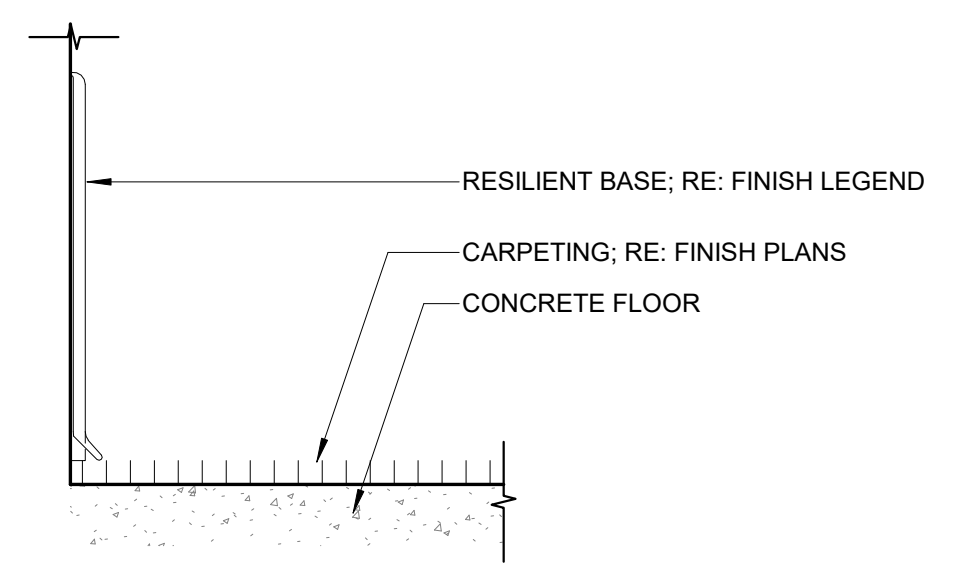 RESILIENT BASE; RE: FINISH LEGEND
CARPETING; RE: FINISH PLANS
CONCRETE FLOOR